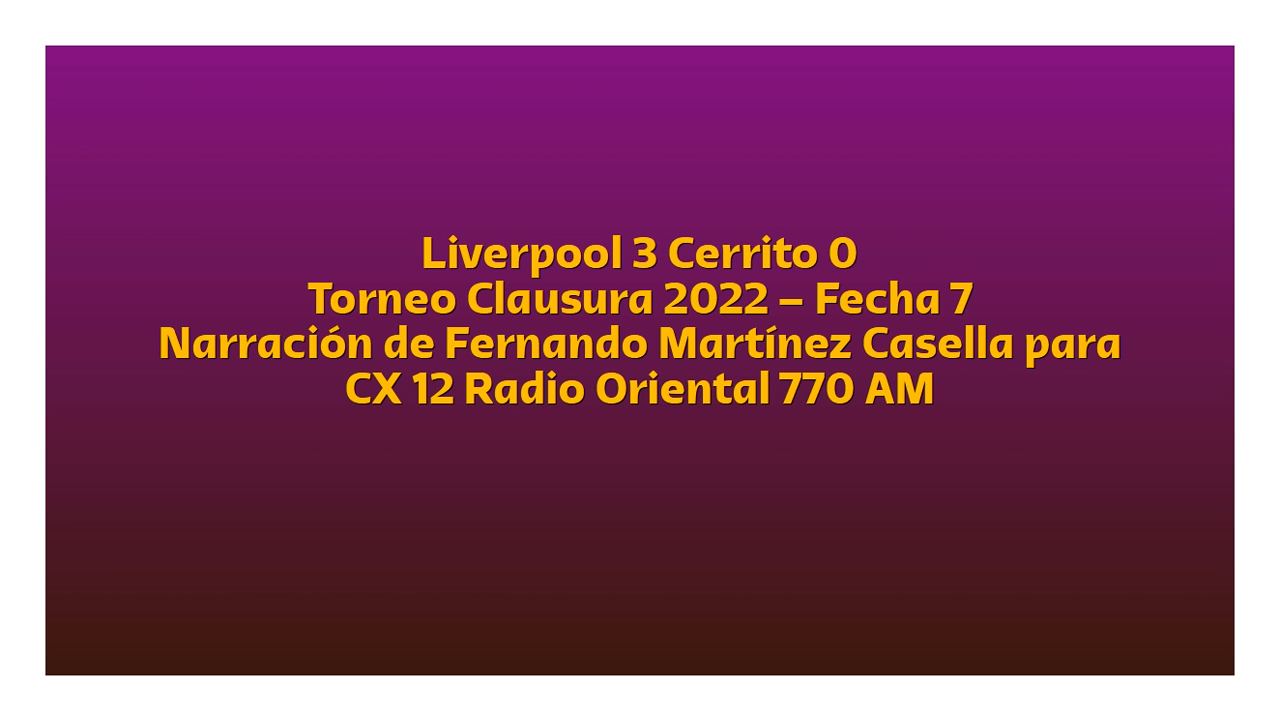 Liverpool 3 Cerrito 0
Torneo Clausura 2022 – Fecha 7
Narración de Fernando Martínez Casella para
CX 12 Radio Oriental 770 AM